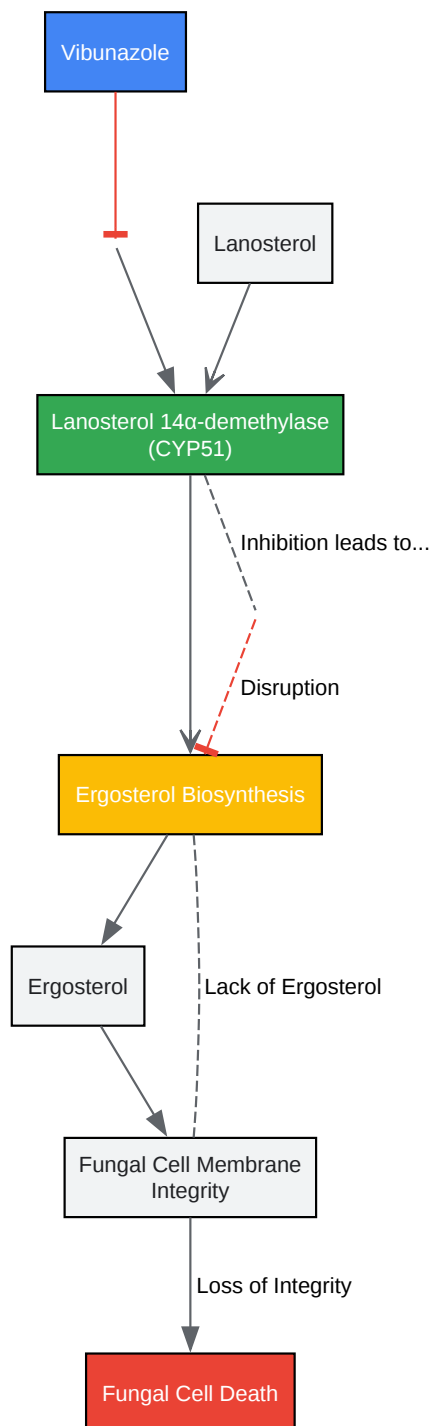 Vibunazole
Lanosterol
Lanosterol 14α-demethylase
(CYP51)
Inhibition leads to...
Disruption
Ergosterol Biosynthesis
Ergosterol
Lack of Ergosterol
Fungal Cell Membrane
Integrity
Loss of Integrity
Fungal Cell Death